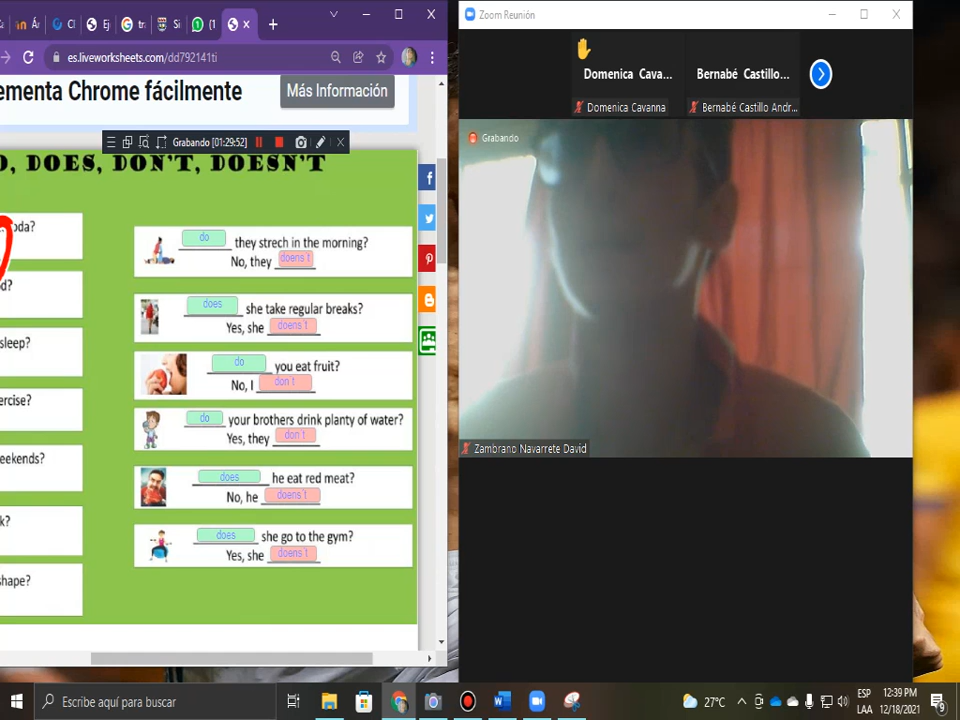 Zoom Reunión
es.liveworksheets.com/dd792141ti
ementa Chrome fácilmente
Más Información
Domenica Cava...
Bernabé Castillo...
Domenica Cavanna
Bernabé Castillo Andr...
Grabando [01:29:52]
Grabando
O, DOES, DON'T, DOESN'T
oda?
d?
sleep?
ercise?
eekends?
k?
shape?
do they strech in the morning?
No, they doens t
does she take regular breaks?
Yes, she doens t
do you eat fruit?
No, I don t
do your brothers drink planty of water?
Yes, they don t
does he eat red meat?
No, he doens t
does she go to the gym?
Yes, she doens t
Zambrano Navarrete David
Escribe aquí para buscar
27°C
ESP
LAA
12:39 PM
12/18/2021